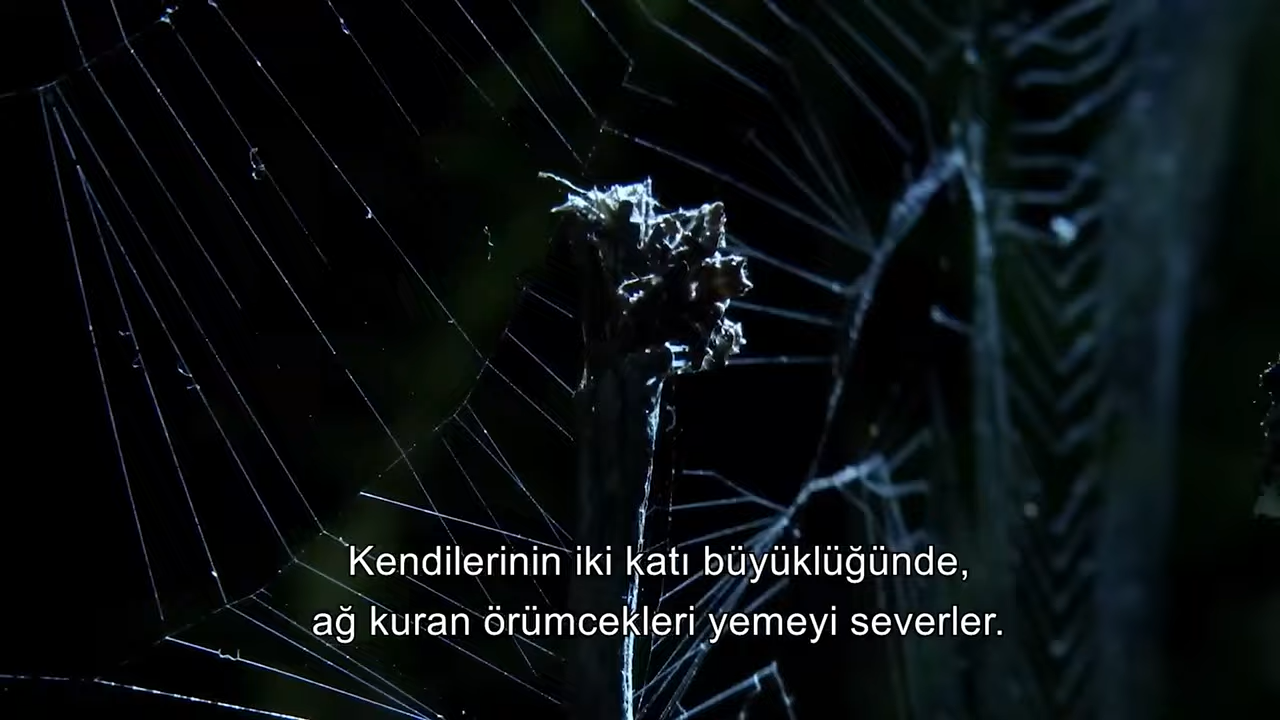 Kendilerinin iki katı büyüklüğünde,
ağ kuran örümcekleri yemeyi severler.